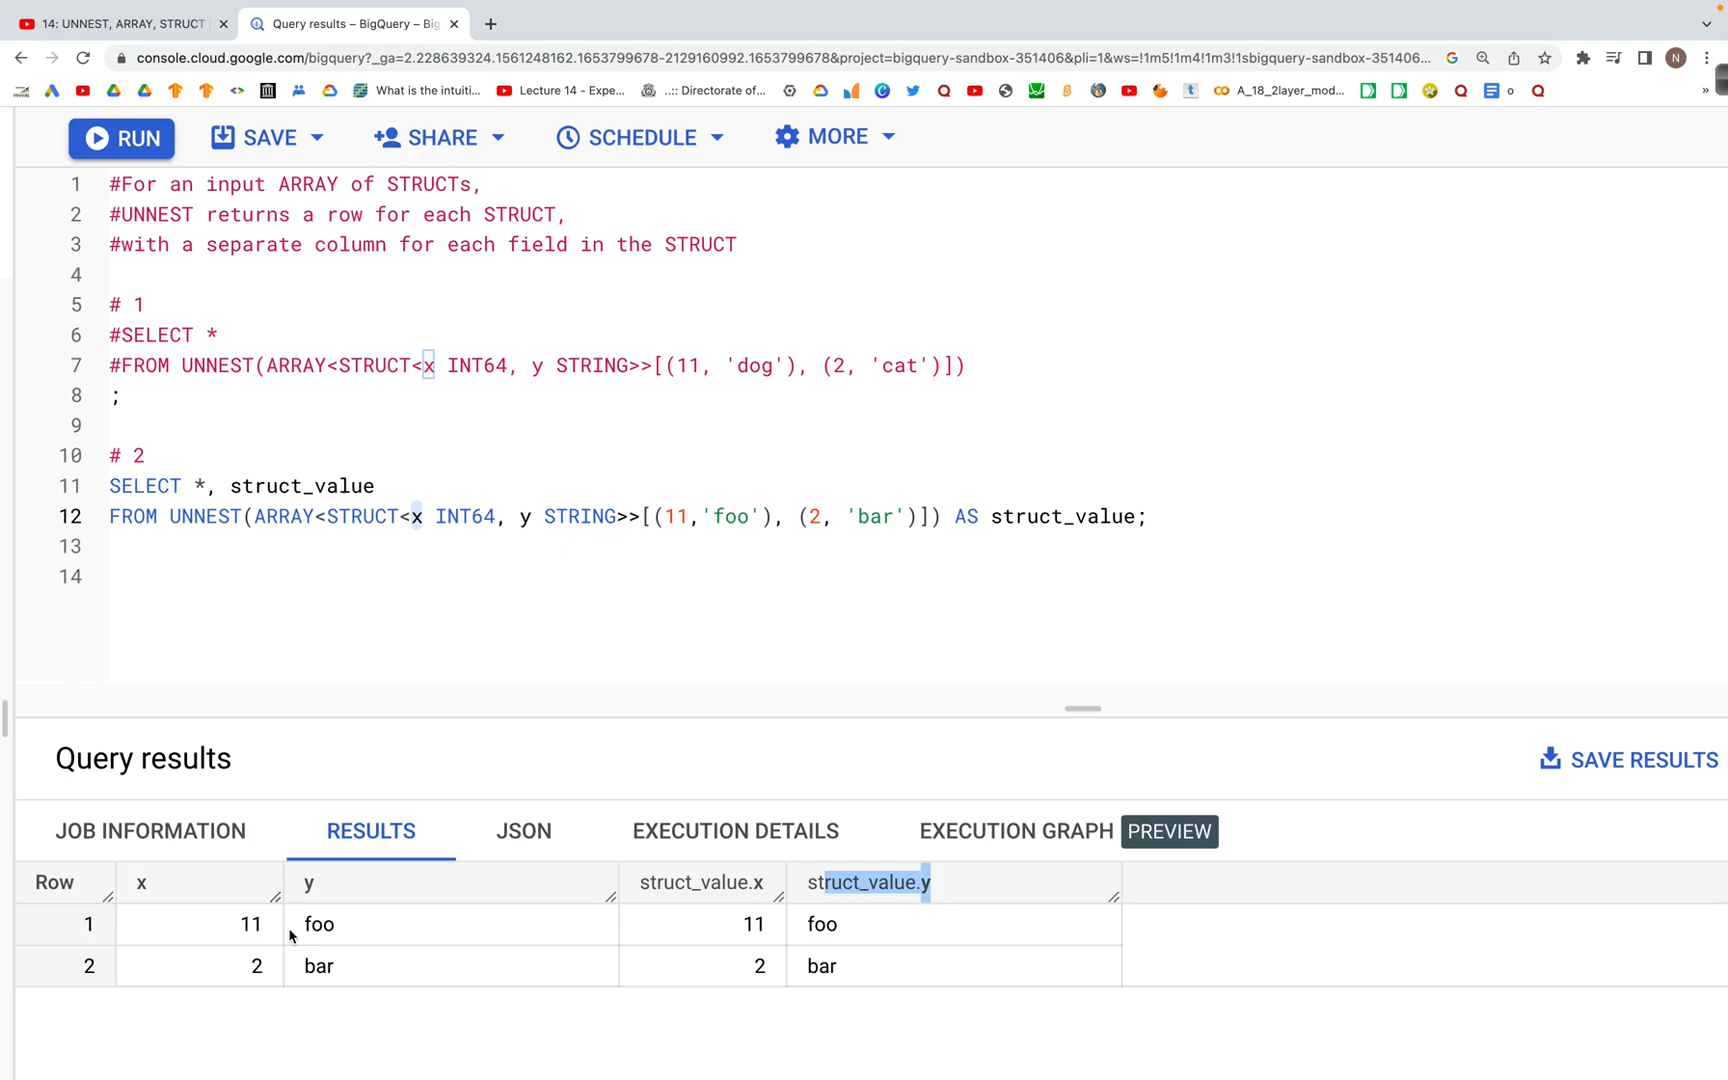 14: UNNEST, ARRAY, STRUCT
Query results – BigQuery – Big
console.cloud.google.com/bigquery?_ga=2.228639324.1561248162.1653799678-2129160992.1653799678&project=bigquery-sandbox-351406&pli=1&ws=!1m5!1m4!1m3!1sbigquery-sandbox-351406...
N
What is the intuiti...
Lecture 14 - Expe...
..:: Directorate of...
A_18_2layer_mod...
o
»
RUN
SAVE
SHARE
SCHEDULE
MORE
1 #For an input ARRAY of STRUCTs,
2 #UNNEST returns a row for each STRUCT,
3 #with a separate column for each field in the STRUCT
4
5 # 1
6 #SELECT *
7 #FROM UNNEST(ARRAY<STRUCT<x INT64, y STRING>>[(11, 'dog'), (2, 'cat')])
8 ;
9
10 # 2
11 SELECT *, struct_value
12 FROM UNNEST(ARRAY<STRUCT<x INT64, y STRING>>[(11,'foo'), (2, 'bar')]) AS struct_value;
13
14
Query results
SAVE RESULTS
JOB INFORMATION RESULTS JSON EXECUTION DETAILS EXECUTION GRAPH PREVIEW
Row x y struct_value.x struct_value.y
1 11 foo 11 foo
2 2 bar 2 bar